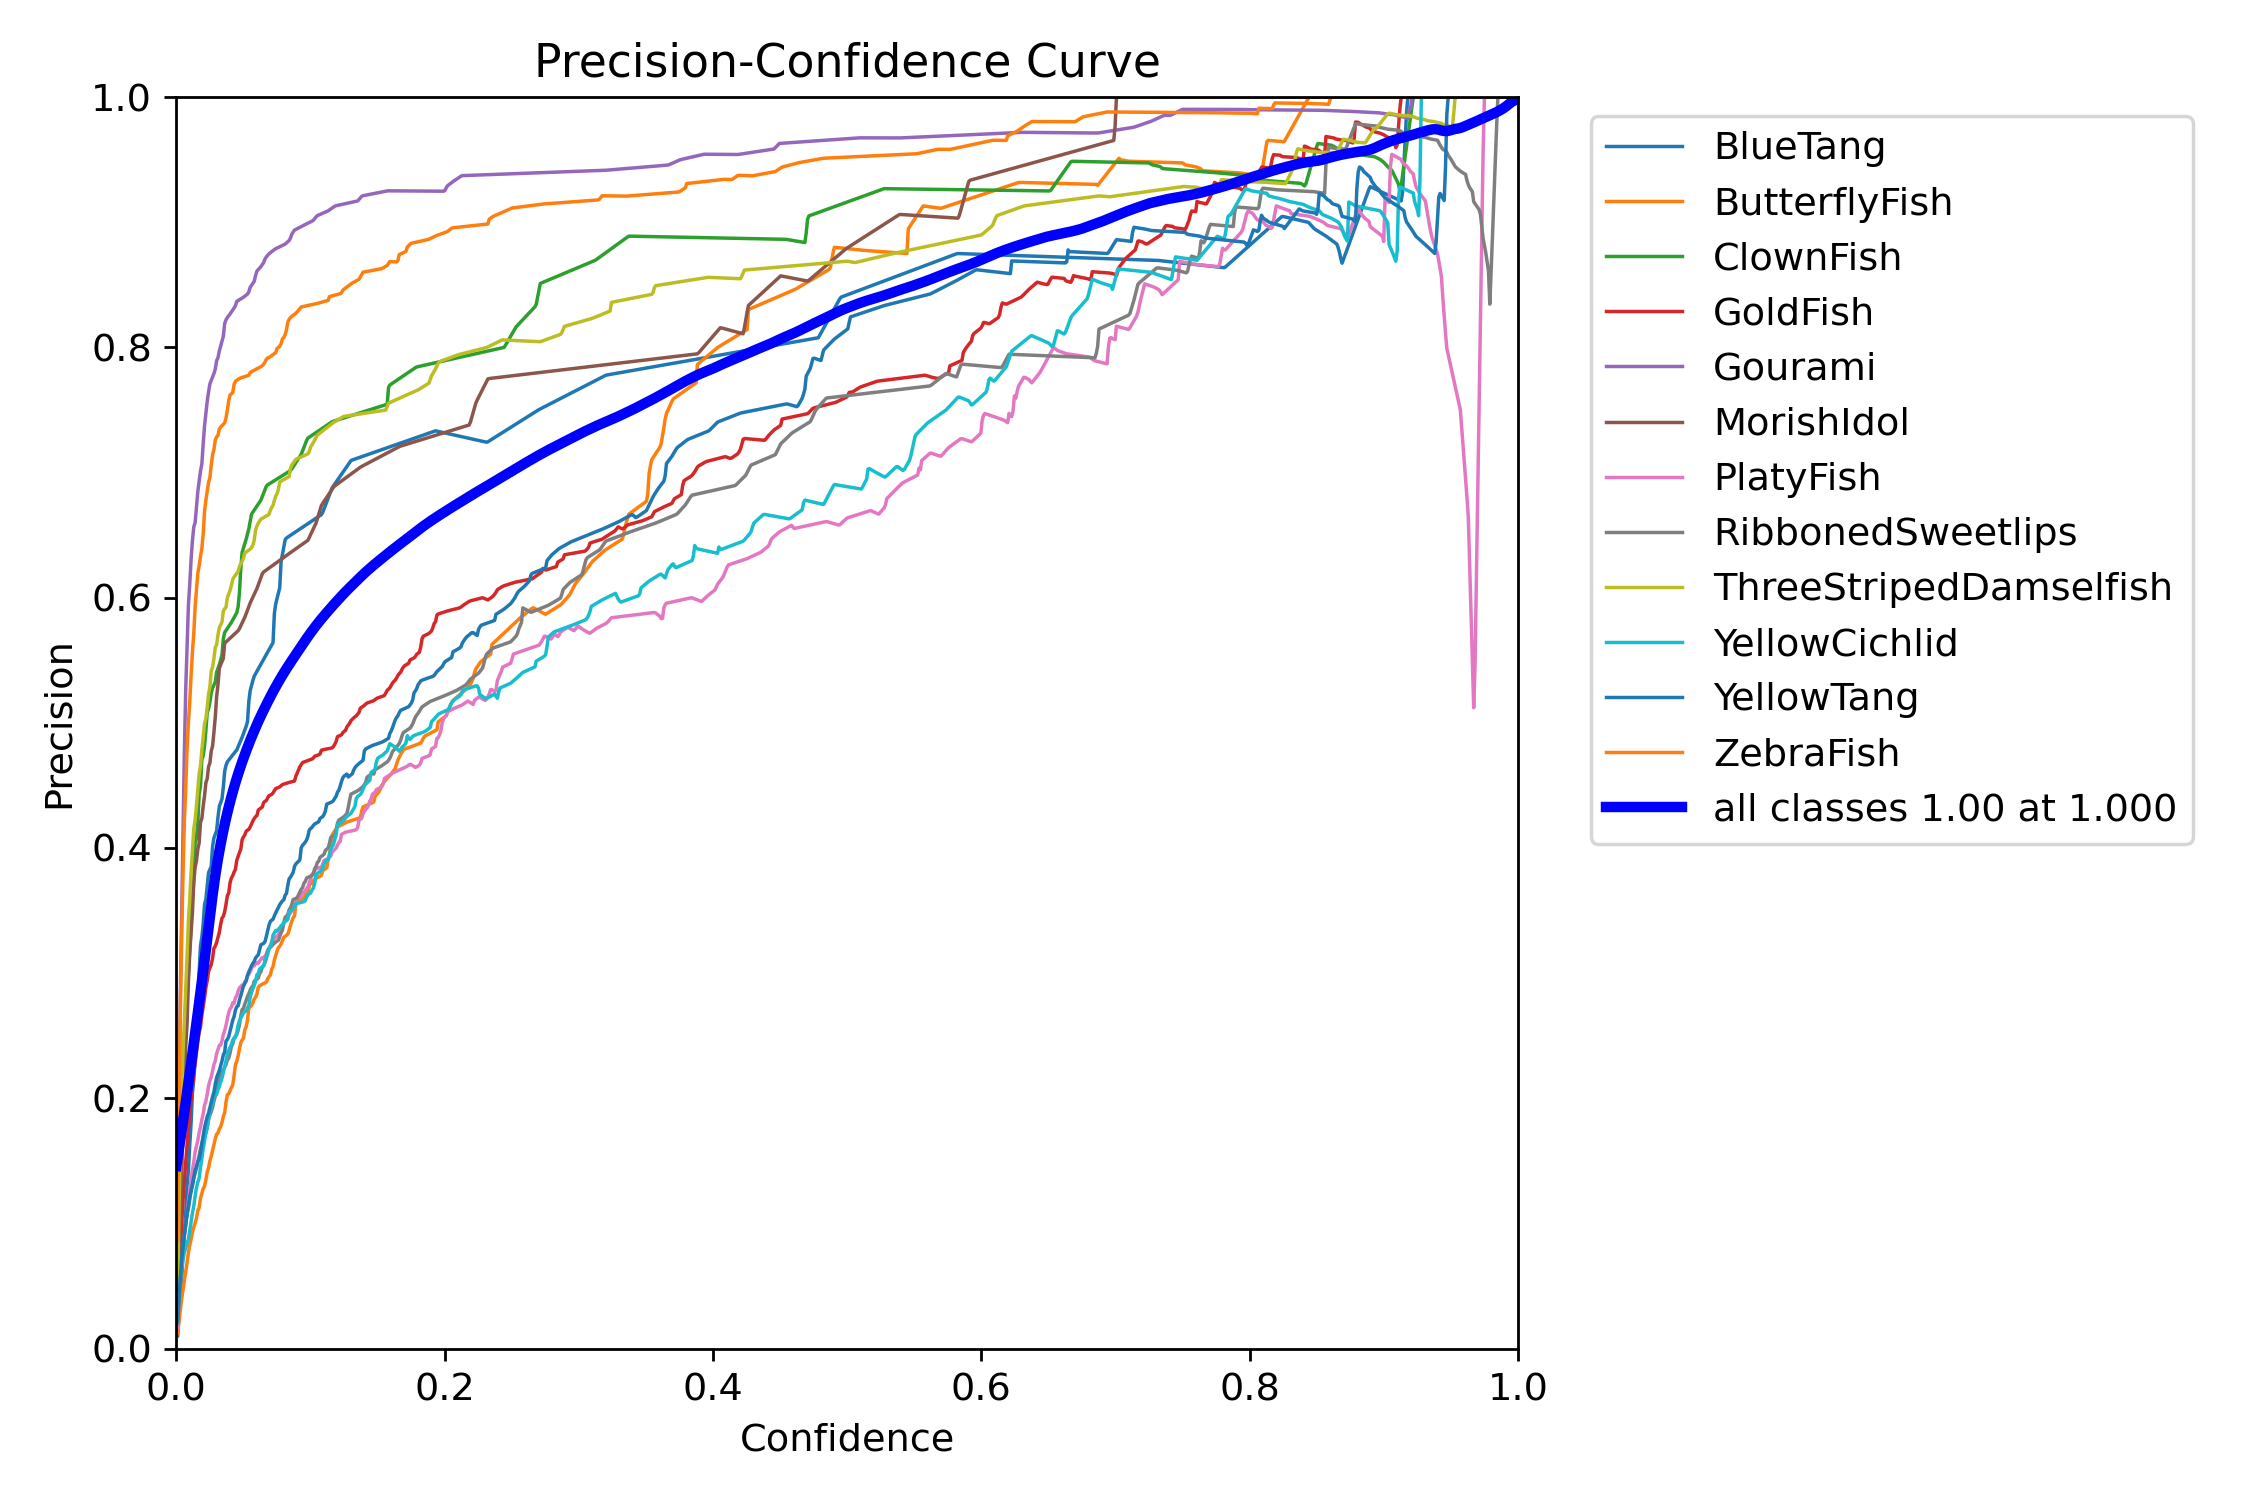 Precision-Confidence Curve
1.0
0.8
0.6
0.4
0.2
0.0
Precision
0.0 0.2 0.4 0.6 0.8 1.0
Confidence
BlueTang
ButterflyFish
ClownFish
GoldFish
Gourami
MorishIdol
PlatyFish
RibbonedSweetlips
ThreeStripedDamselfish
YellowCichlid
YellowTang
ZebraFish
all classes 1.00 at 1.000